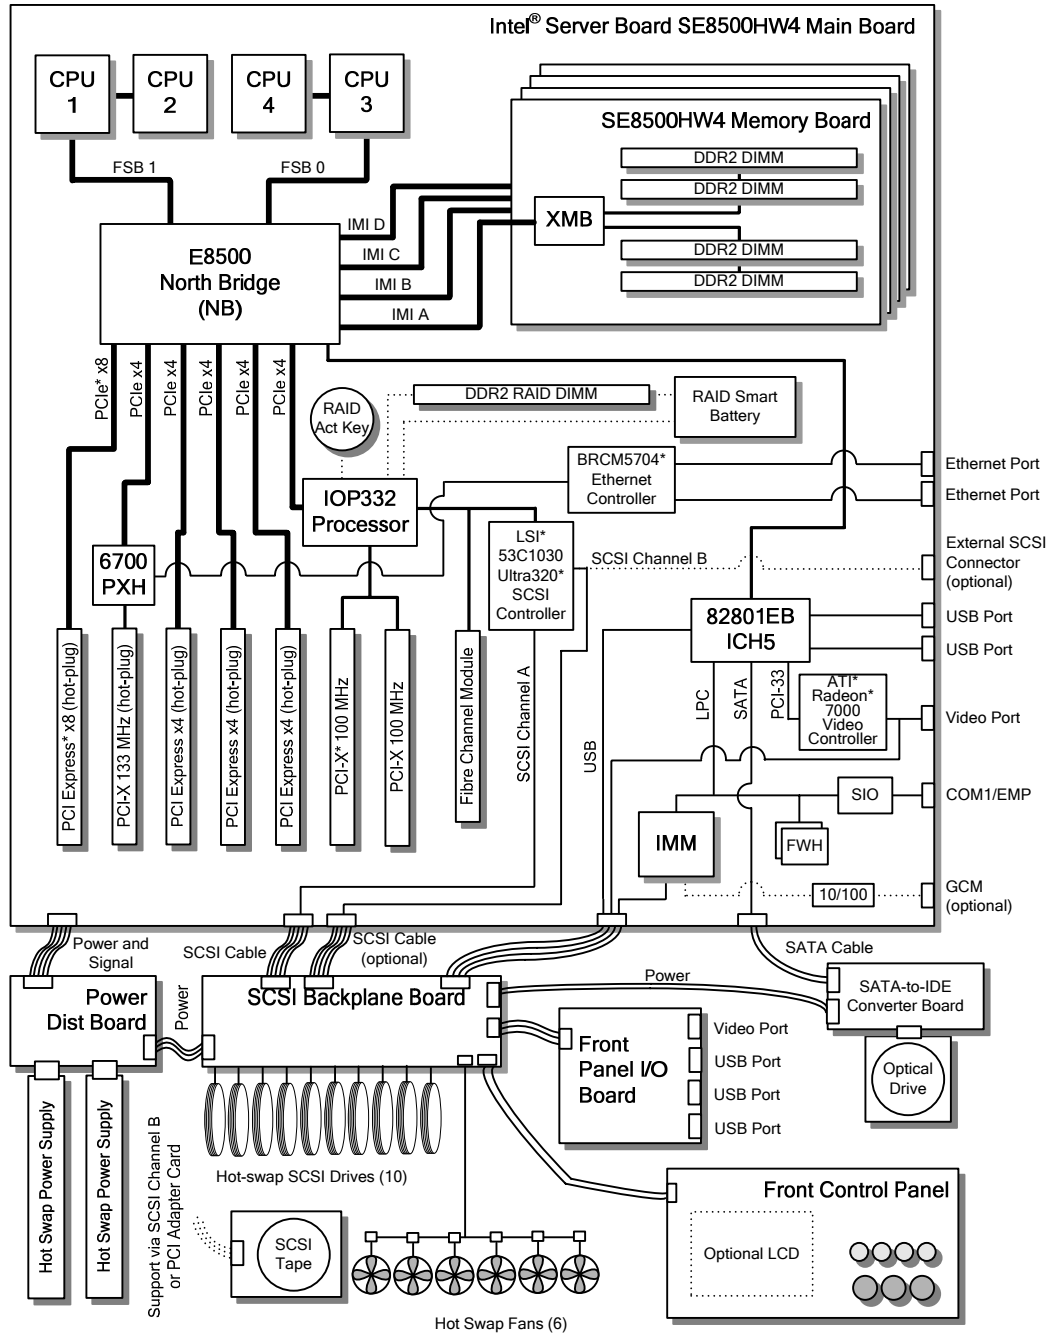 Intel® Server Board SE8500HW4 Main Board
CPU
1
CPU
2
CPU
4
CPU
3
FSB 1
FSB 0
SE8500HW4 Memory Board
DDR2 DIMM
DDR2 DIMM
XMB
DDR2 DIMM
DDR2 DIMM
IMI D
IMI C
IMI B
IMI A
E8500
North Bridge
(NB)
PCIe* x8
PCIe x4
PCIe x4
PCIe x4
PCIe x4
PCIe x4
RAID
Act Key
DDR2 RAID DIMM
RAID Smart
Battery
BRCM5704*
Ethernet
Controller
Ethernet Port
Ethernet Port
IOP332
Processor
6700
PXH
LSI*
53C1030
Ultra320*
SCSI
Controller
SCSI Channel B
External SCSI
Connector
(optional)
82801EB
ICH5
USB Port
USB Port
PCI Express* x8 (hot-plug)
PCI-X 133 MHz (hot-plug)
PCI Express x4 (hot-plug)
PCI Express x4 (hot-plug)
PCI Express x4 (hot-plug)
PCI-X* 100 MHz
PCI-X 100 MHz
Fibre Channel Module
SCSI Channel A
USB
LPC
SATA
PCI-33
ATI*
Radeon*
7000
Video
Controller
Video Port
SIO
COM1/EMP
IMM
FWH
10/100
GCM
(optional)
Power and
Signal
SCSI Cable
SCSI Cable
(optional)
SATA Cable
Power
Dist Board
Power
SCSI Backplane Board
Power
SATA-to-IDE
Converter Board
Optical
Drive
Front
Panel I/O
Board
Video Port
USB Port
USB Port
USB Port
Hot Swap Power Supply
Hot Swap Power Supply
Support via SCSI Channel B
or PCI Adapter Card
Hot-swap SCSI Drives (10)
SCSI
Tape
Hot Swap Fans (6)
Front Control Panel
Optional LCD